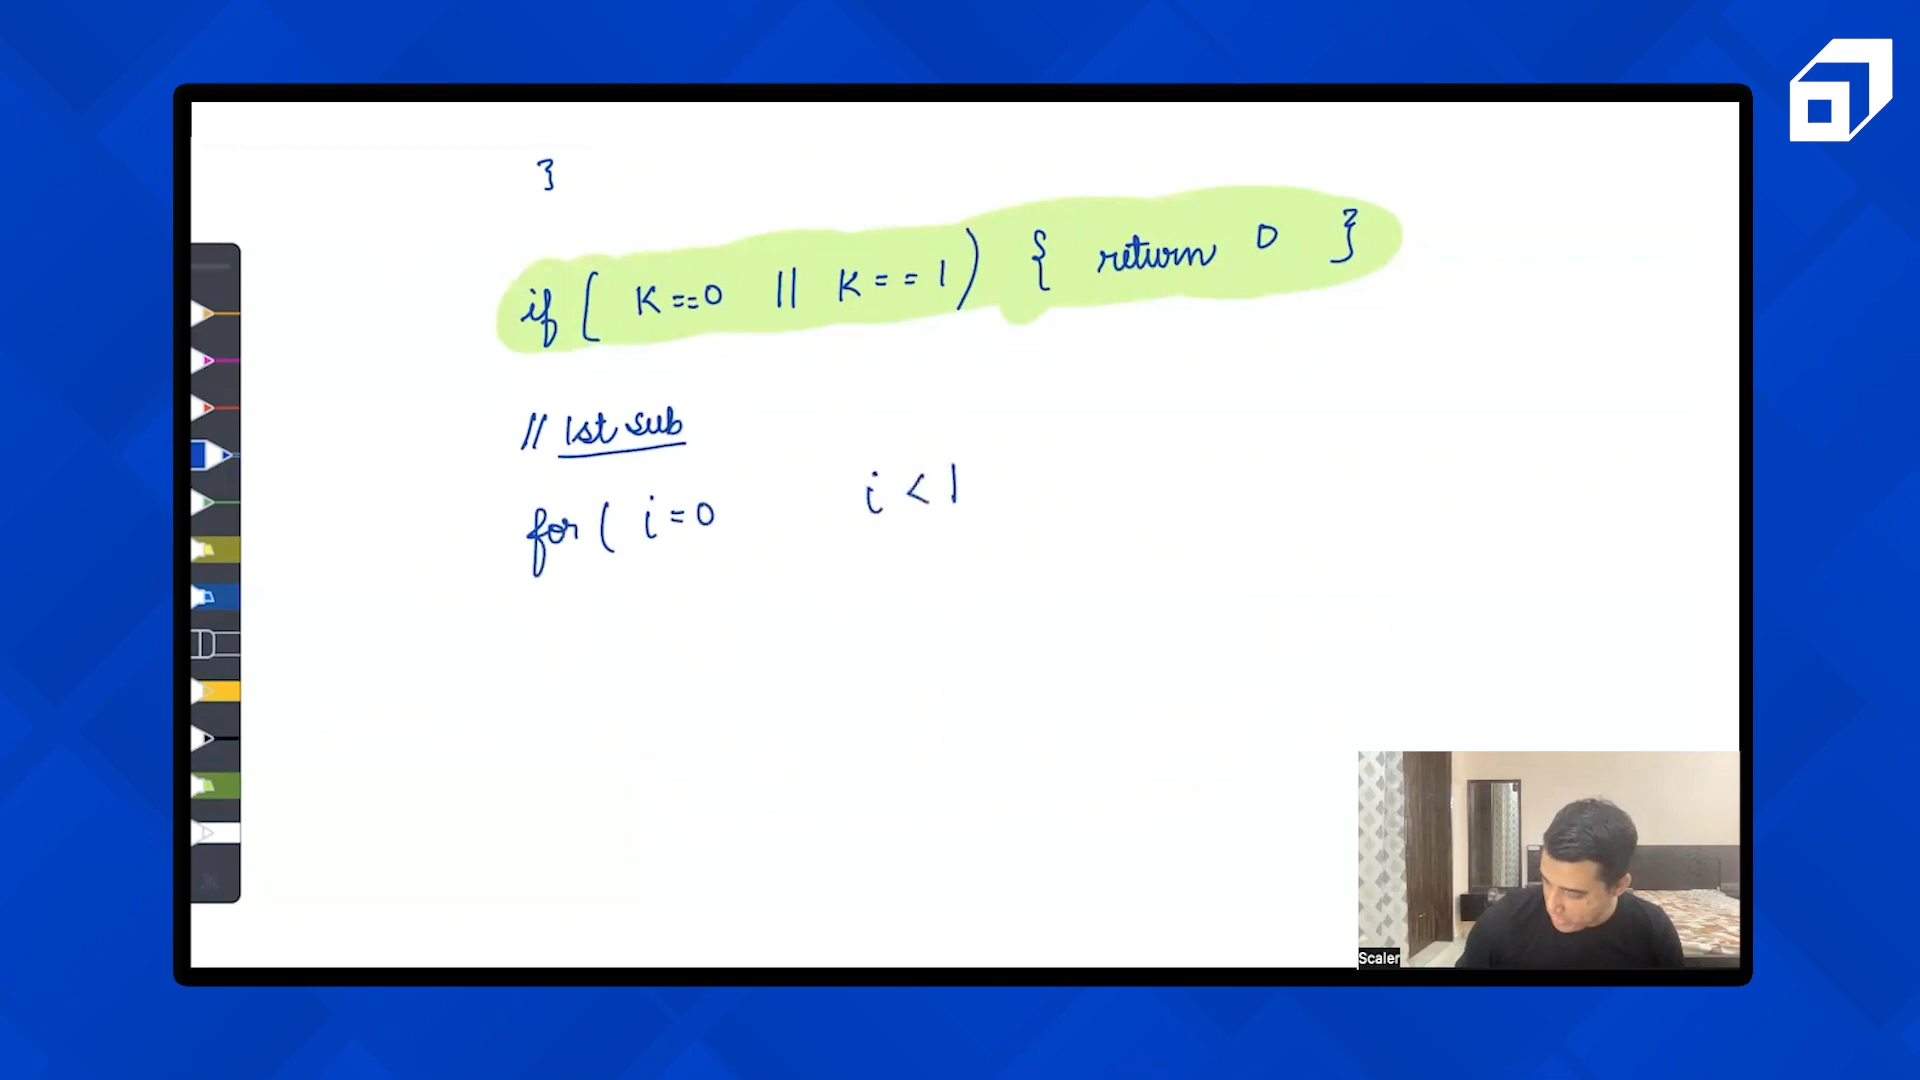 }
if ( K==0 || K==1) { return 0 }
// 1st sub
for ( i=0 i<1
Scaler